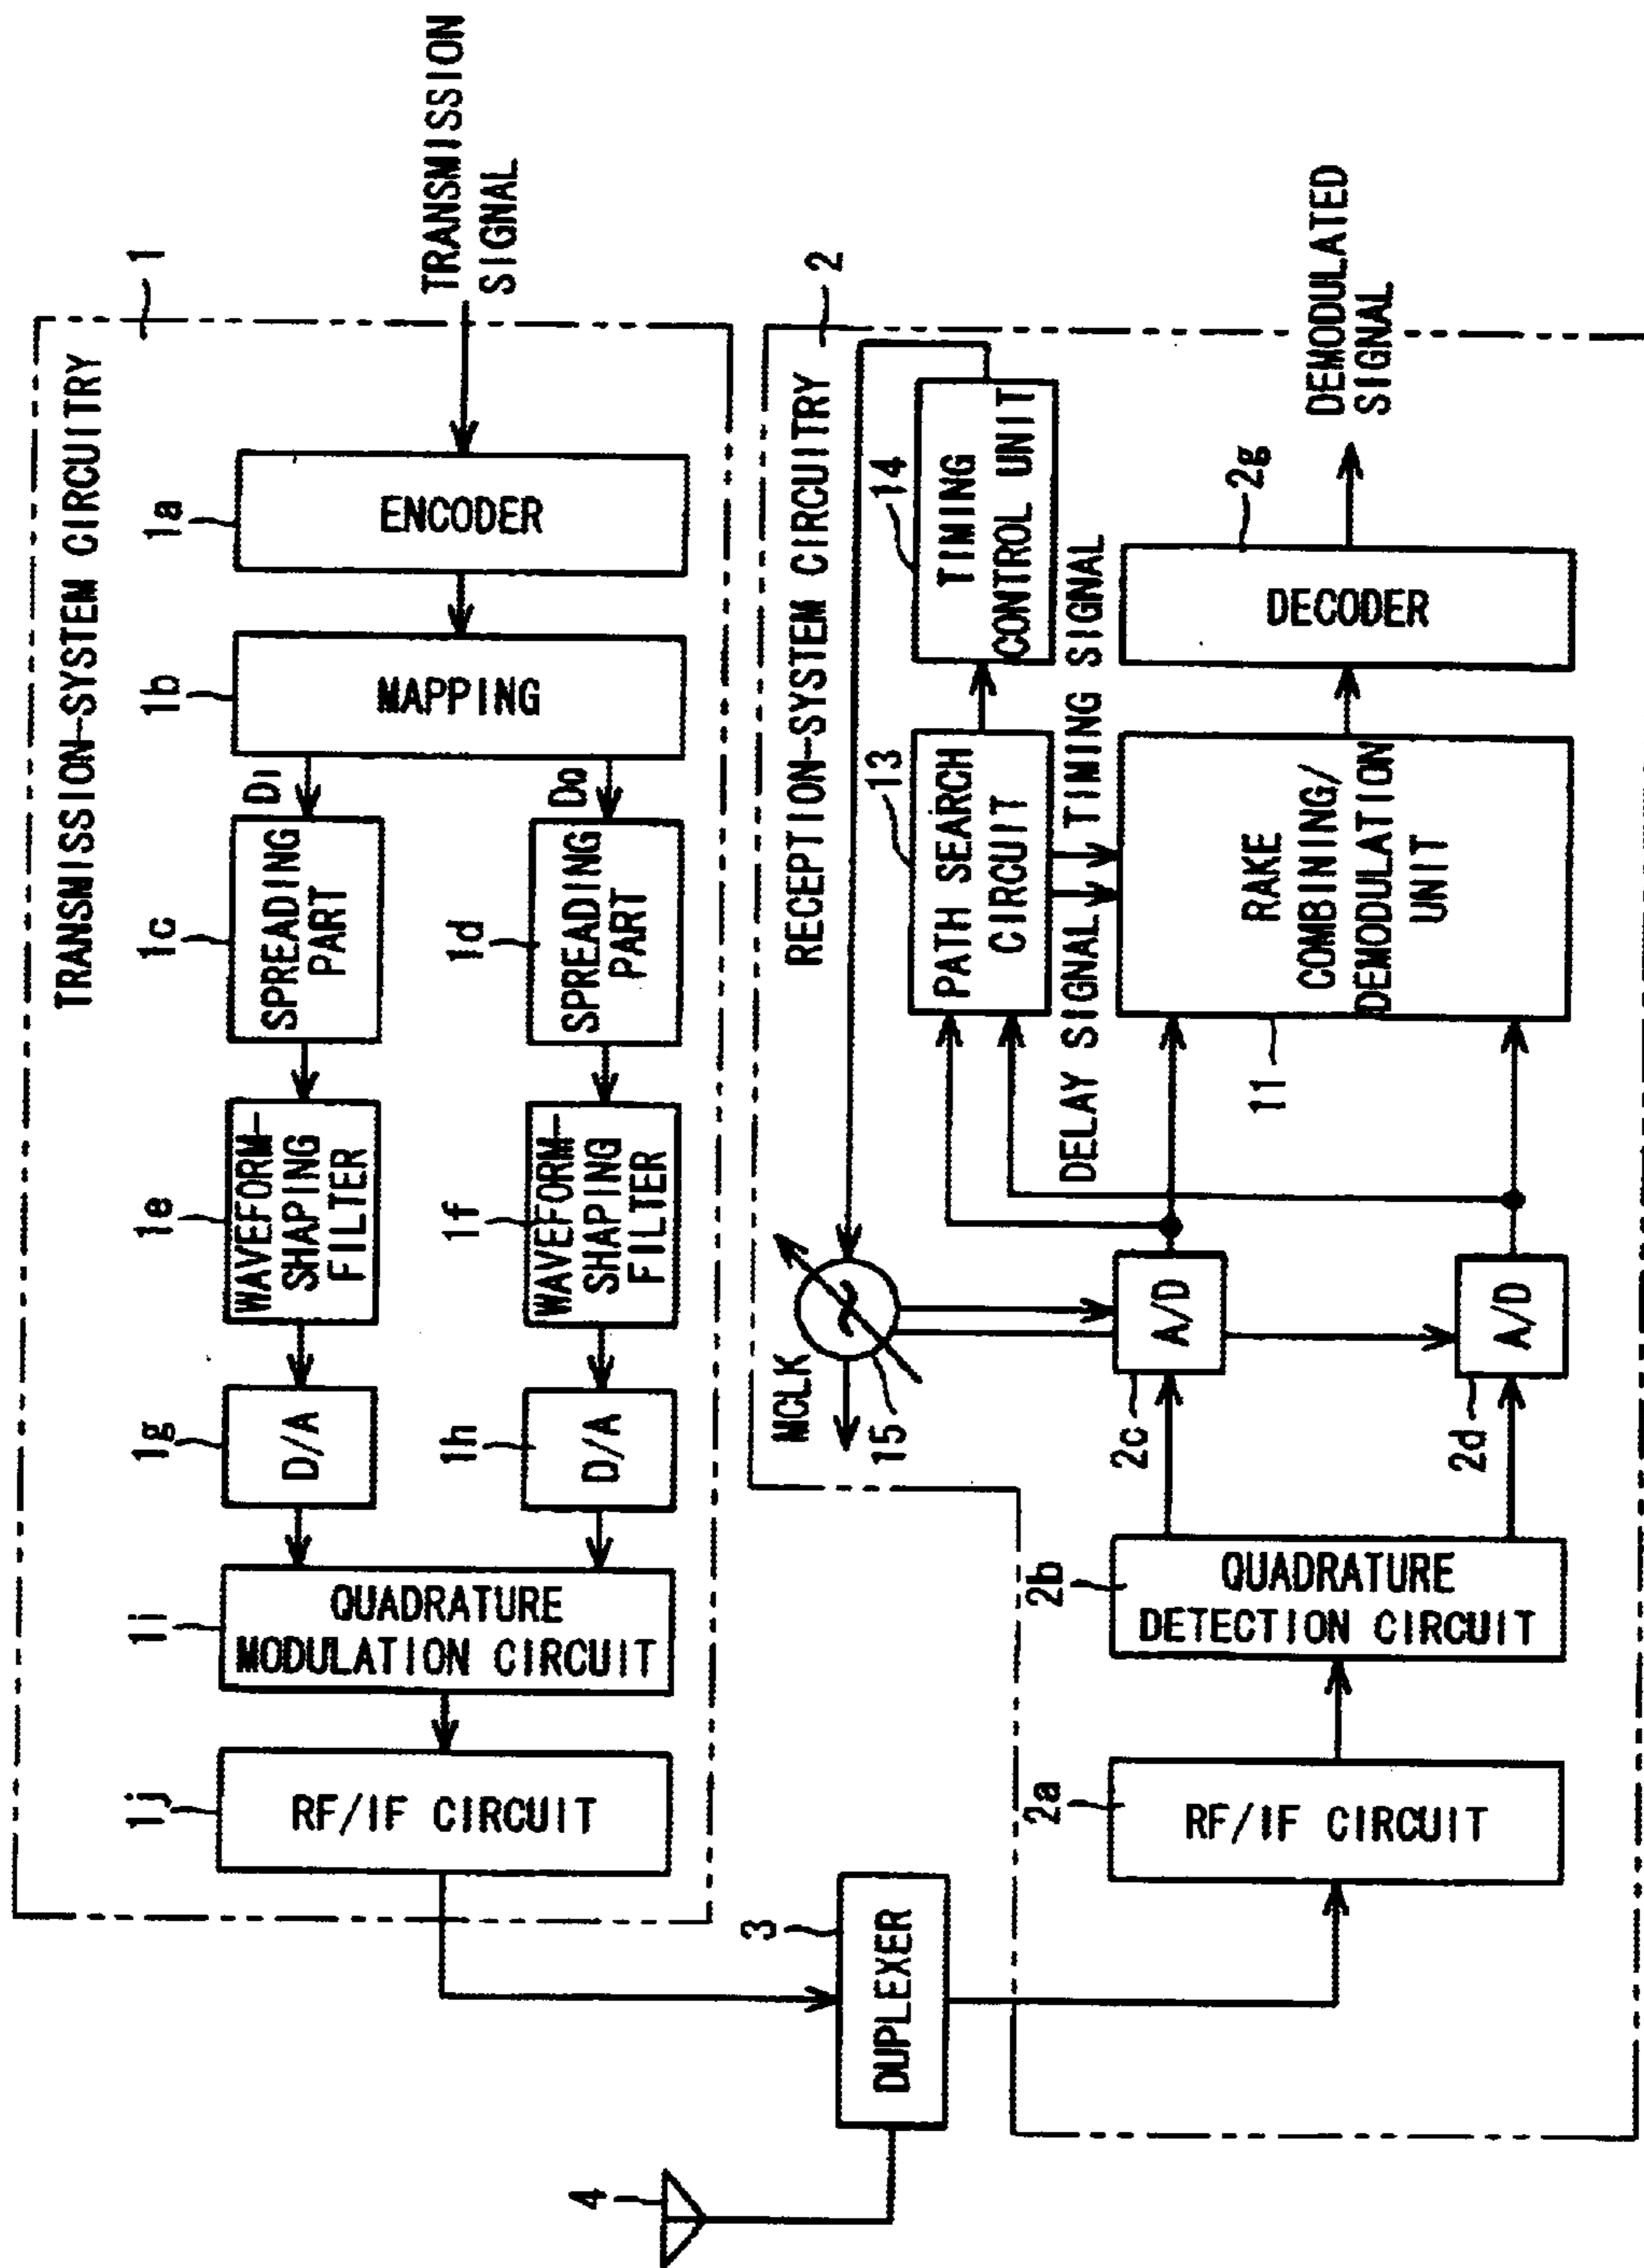 TRANSMISSION-SYSTEM CIRCUITRY
1
TRANSMISSION
SIGNAL
1a
ENCODER
1b
MAPPING
DI
DQ
1c
SPREADING
PART
1d
SPREADING
PART
1e
WAVEFORM-
SHAPING
FILTER
1f
WAVEFORM-
SHAPING
FILTER
1g
D/A
1h
D/A
1i
QUADRATURE
MODULATION CIRCUIT
1j
RF/IF CIRCUIT
3
DUPLEXER
4
RECEPTION-SYSTEM CIRCUITRY
2
2a
RF/IF CIRCUIT
2b
QUADRATURE
DETECTION CIRCUIT
2c
A/D
2d
A/D
MCLK
15
13
PATH SEARCH
CIRCUIT
14
TIMING
CONTROL UNIT
DELAY SIGNAL
TIMING SIGNAL
11
RAKE
COMBINING/
DEMODULATION
UNIT
2g
DECODER
DEMODULATED
SIGNAL